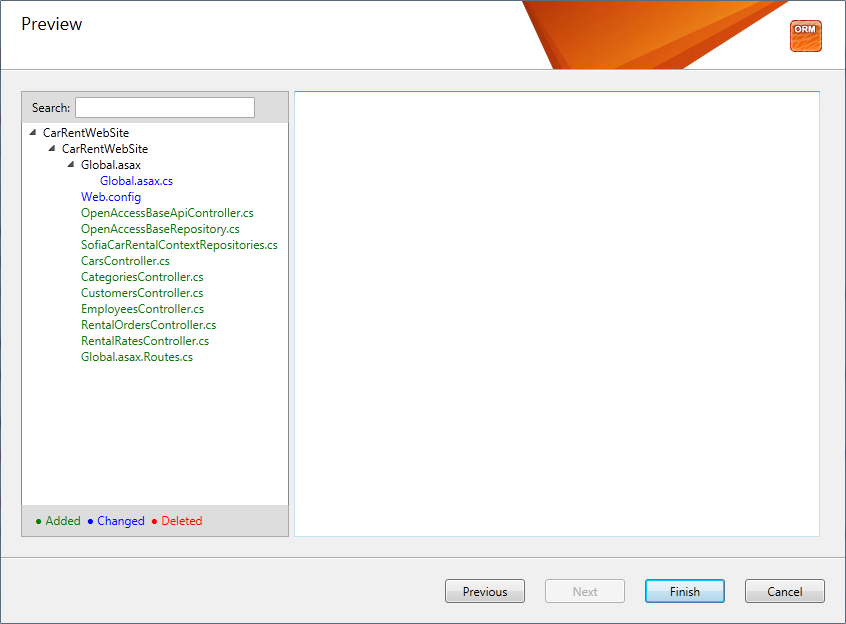 Preview
ORM
Search:
CarRentWebSite
CarRentWebSite
Global.asax
Global.asax.cs
Web.config
OpenAccessBaseApiController.cs
OpenAccessBaseRepository.cs
SofiaCarRentalContextRepositories.cs
CarsController.cs
CategoriesController.cs
CustomersController.cs
EmployeesController.cs
RentalOrdersController.cs
RentalRatesController.cs
Global.asax.Routes.cs
● Added ● Changed ● Deleted
Previous Next Finish Cancel